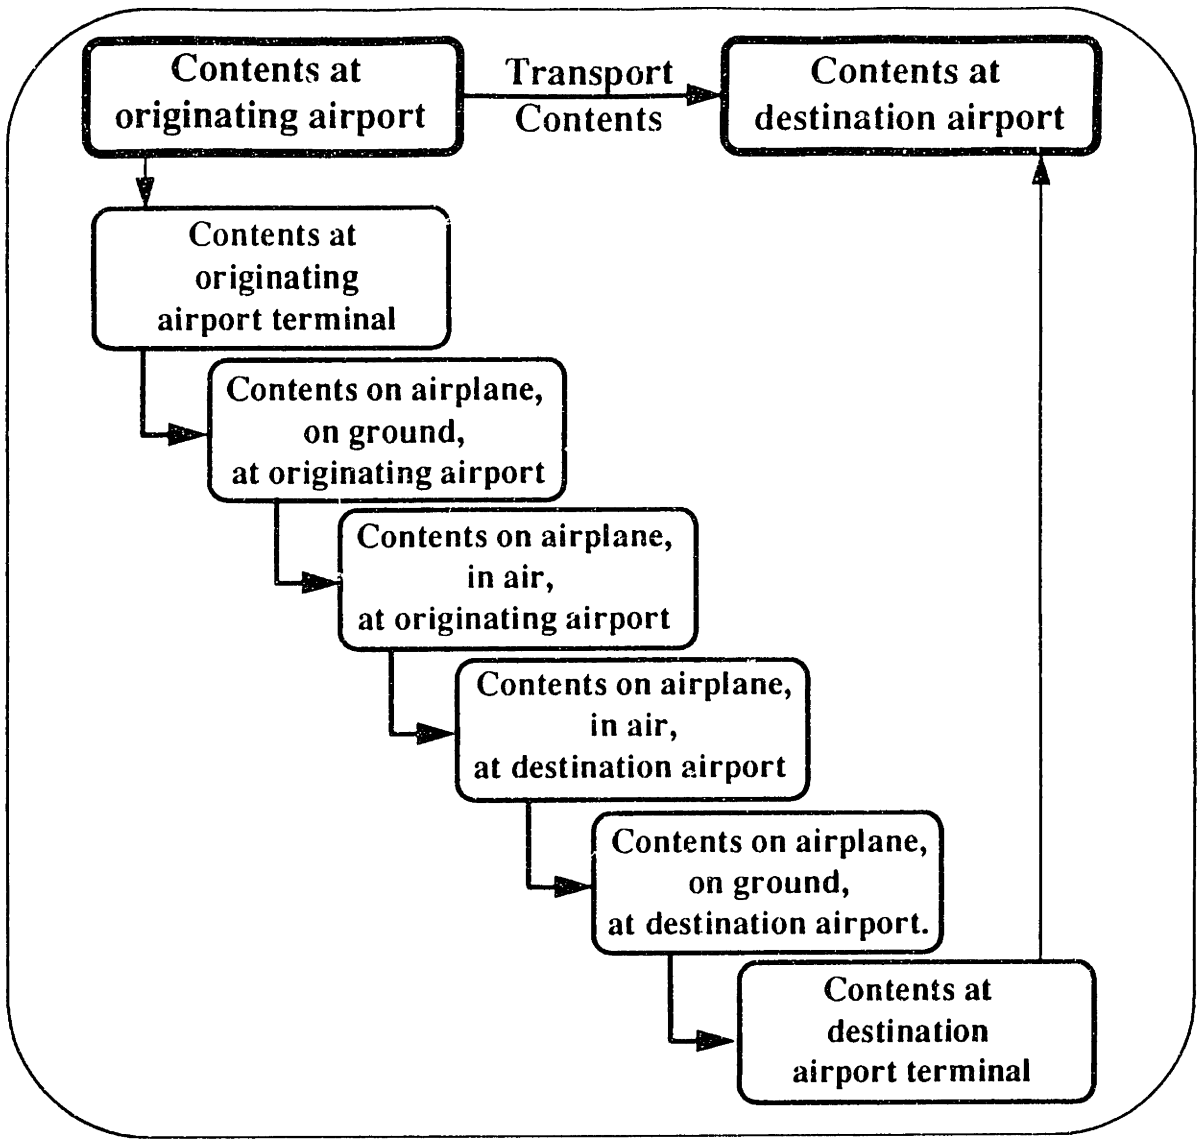 Contents at
originating airport
Transport
Contents
Contents at
destination airport
Contents at
originating
airport terminal
Contents on airplane,
on ground,
at originating airport
Contents on airplane,
in air,
at originating airport
Contents on airplane,
in air,
at destination airport
Contents on airplane,
on ground,
at destination airport.
Contents at
destination
airport terminal